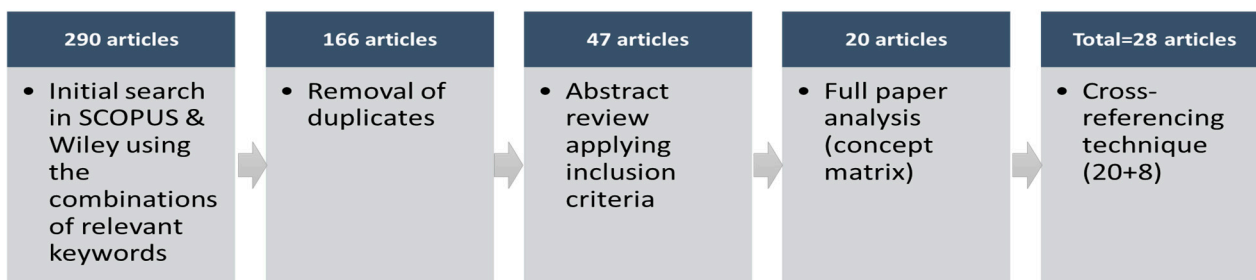 290 articles
• Initial search
in SCOPUS &
Wiley using
the
combinations
of relevant
keywords
166 articles
• Removal of
duplicates
47 articles
• Abstract
review
applying
inclusion
criteria
20 articles
• Full paper
analysis
(concept
matrix)
Total=28 articles
• Cross-
referencing
technique
(20+8)